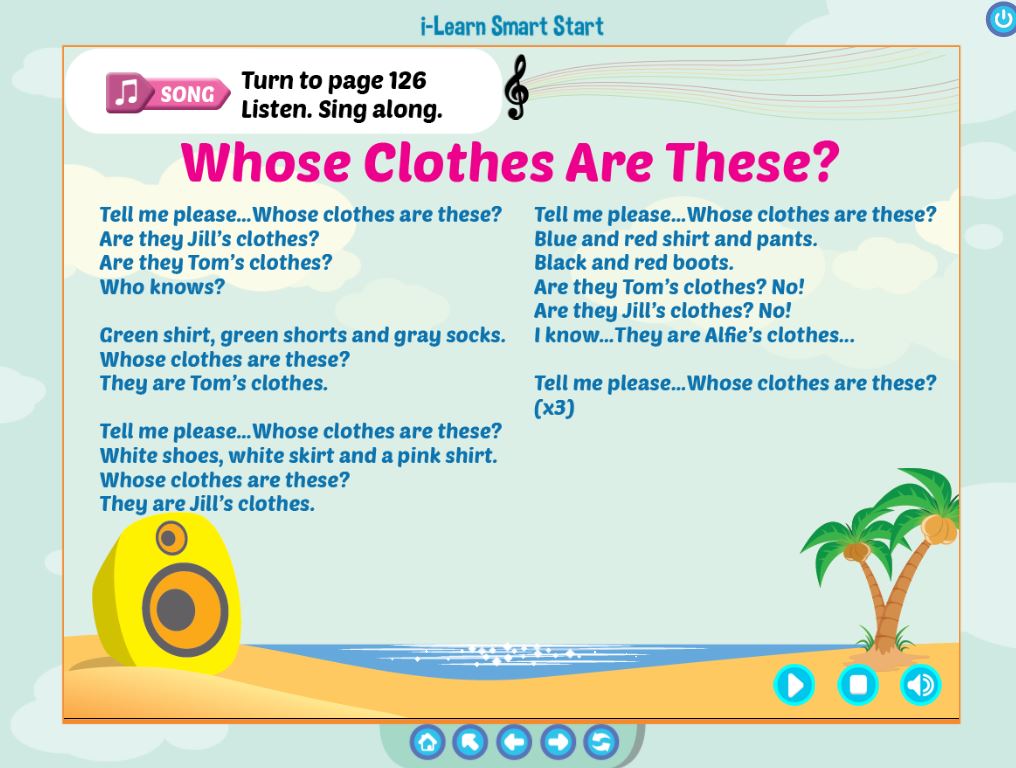 i-Learn Smart Start
SONG
Turn to page 126
Listen. Sing along.
Whose Clothes Are These?
Tell me please...Whose clothes are these?
Are they Jill's clothes?
Are they Tom's clothes?
Who knows?
Green shirt, green shorts and gray socks.
Whose clothes are these?
They are Tom's clothes.
Tell me please...Whose clothes are these?
White shoes, white skirt and a pink shirt.
Whose clothes are these?
They are Jill's clothes.
Tell me please...Whose clothes are these?
Blue and red shirt and pants.
Black and red boots.
Are they Tom's clothes? No!
Are they Jill's clothes? No!
I know...They are Alfie's clothes...
Tell me please...Whose clothes are these?
(x3)